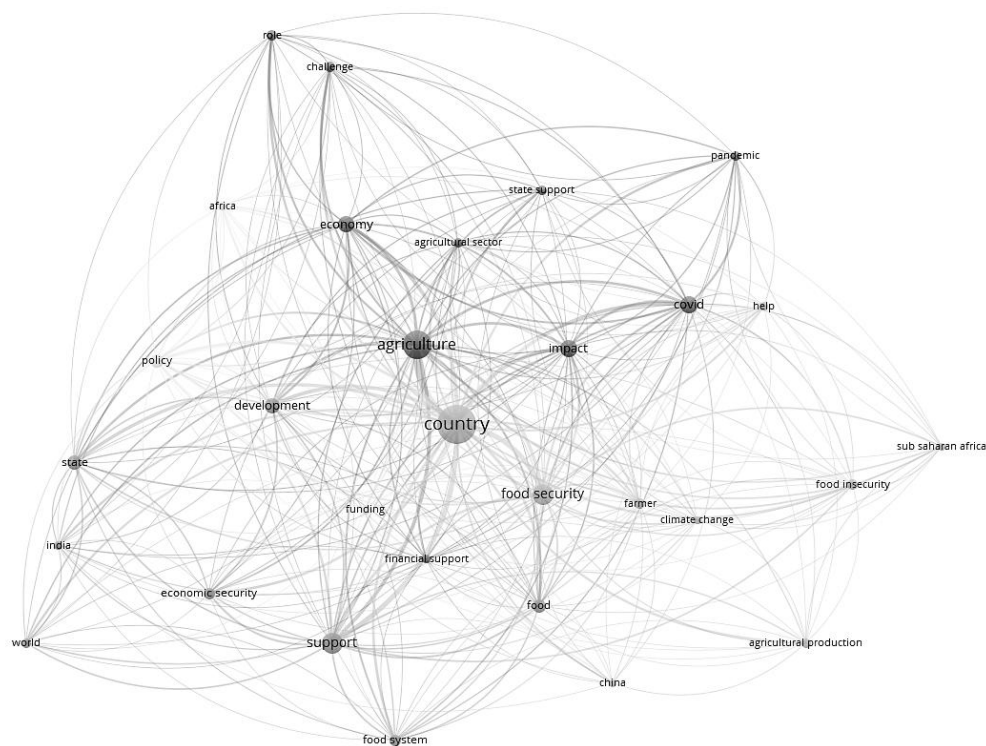 role
challenge
pandemic
state support
africa
economy
agricultural sector
covid
help
agriculture
impact
policy
development
country
sub saharan africa
state
food insecurity
food security
farmer
funding
climate change
india
financial support
economic security
food
world
support
agricultural production
china
food system